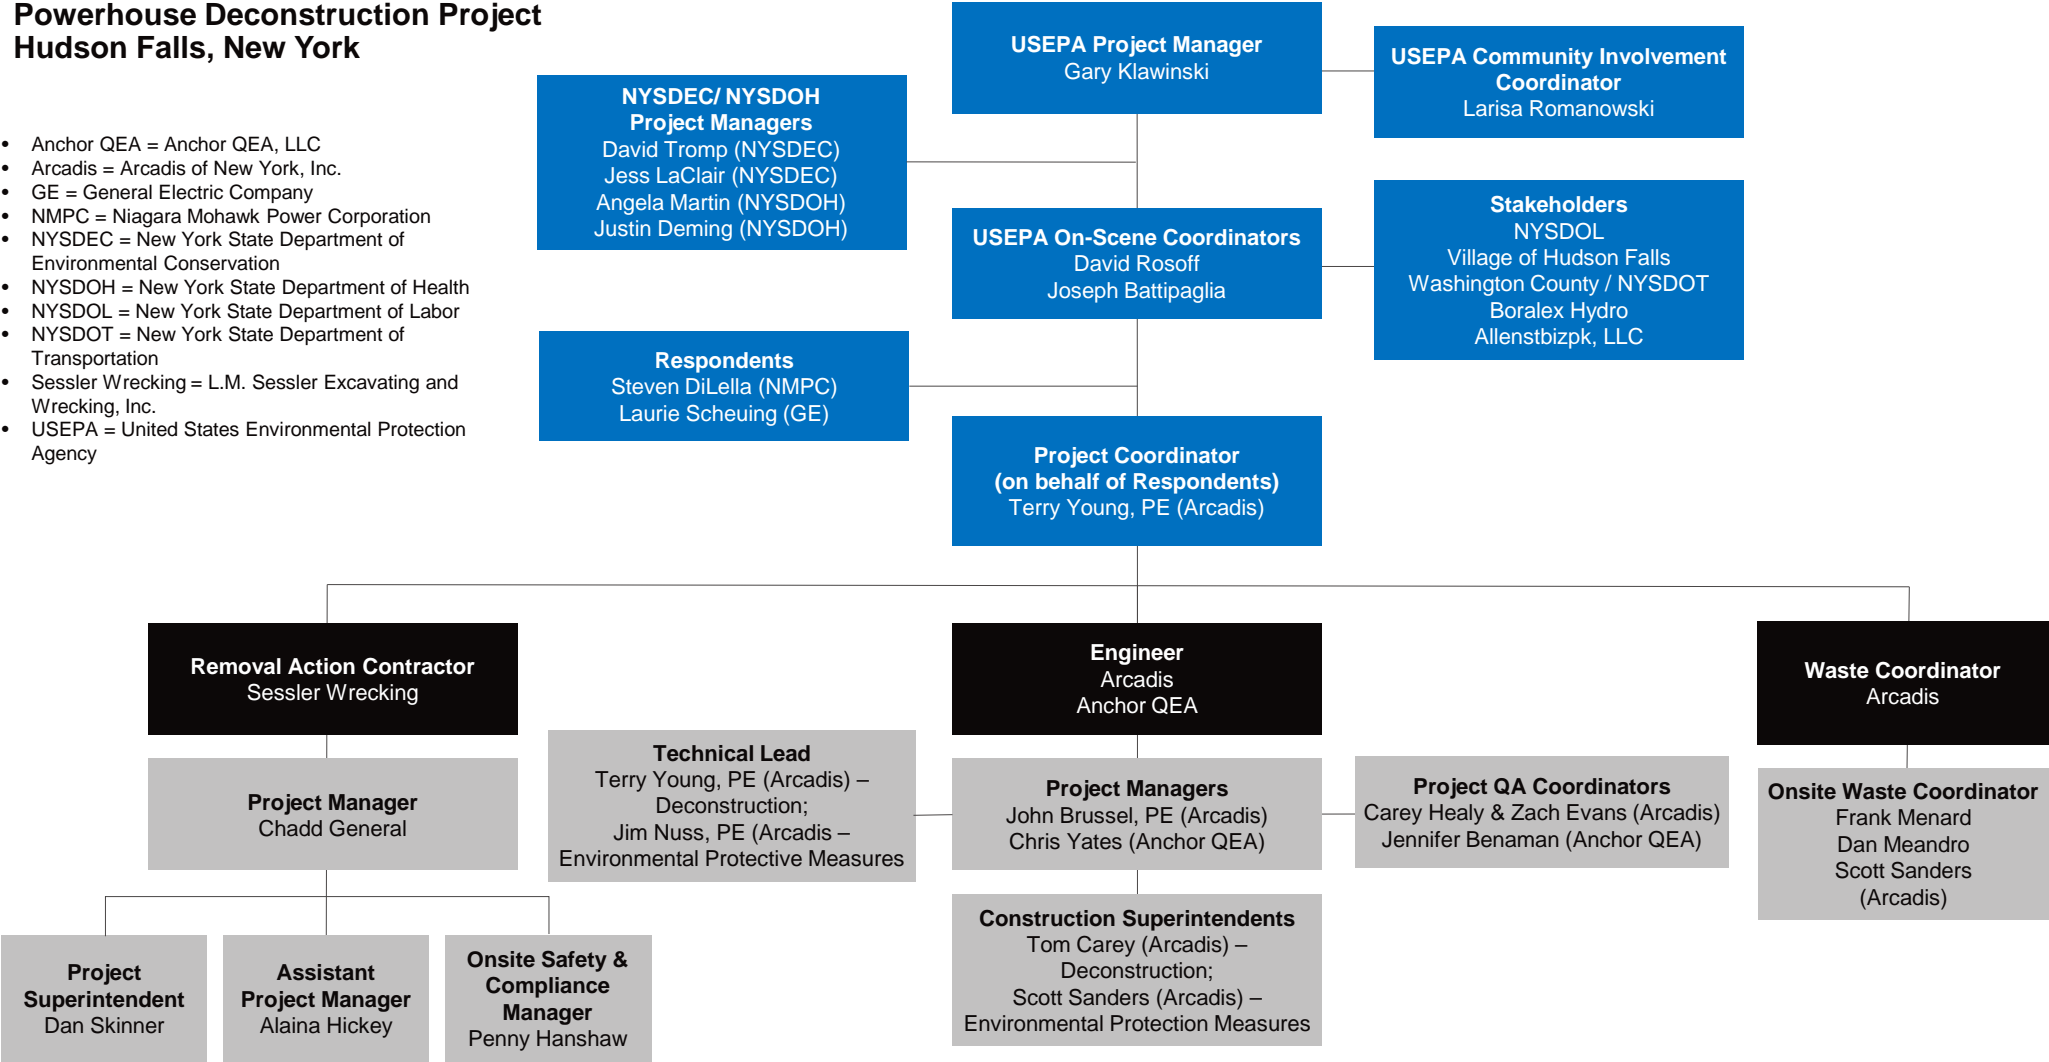 Powerhouse Deconstruction Project
Hudson Falls, New York
• Anchor QEA = Anchor QEA, LLC
• Arcadis = Arcadis of New York, Inc.
• GE = General Electric Company
• NMPC = Niagara Mohawk Power Corporation
• NYSDEC = New York State Department of
Environmental Conservation
• NYSDOH = New York State Department of Health
• NYSDOL = New York State Department of Labor
• NYSDOT = New York State Department of
Transportation
• Sessler Wrecking = L.M. Sessler Excavating and
Wrecking, Inc.
• USEPA = United States Environmental Protection
Agency
USEPA Project Manager
Gary Klawinski
USEPA Community Involvement
Coordinator
Larisa Romanowski
NYSDEC/ NYSDOH
Project Managers
David Tromp (NYSDEC)
Jess LaClair (NYSDEC)
Angela Martin (NYSDOH)
Justin Deming (NYSDOH)
USEPA On-Scene Coordinators
David Rosoff
Joseph Battipaglia
Stakeholders
NYSDOL
Village of Hudson Falls
Washington County / NYSDOT
Boralex Hydro
Allenstbizpk, LLC
Respondents
Steven DiLella (NMPC)
Laurie Scheuing (GE)
Project Coordinator
(on behalf of Respondents)
Terry Young, PE (Arcadis)
Removal Action Contractor
Sessler Wrecking
Engineer
Arcadis
Anchor QEA
Waste Coordinator
Arcadis
Project Manager
Chadd General
Technical Lead
Terry Young, PE (Arcadis) –
Deconstruction;
Jim Nuss, PE (Arcadis –
Environmental Protective Measures
Project Managers
John Brussel, PE (Arcadis)
Chris Yates (Anchor QEA)
Project QA Coordinators
Carey Healy & Zach Evans (Arcadis)
Jennifer Benaman (Anchor QEA)
Onsite Waste Coordinator
Frank Menard
Dan Meandro
Scott Sanders
(Arcadis)
Project
Superintendent
Dan Skinner
Assistant
Project Manager
Alaina Hickey
Onsite Safety &
Compliance
Manager
Penny Hanshaw
Construction Superintendents
Tom Carey (Arcadis) –
Deconstruction;
Scott Sanders (Arcadis) –
Environmental Protection Measures